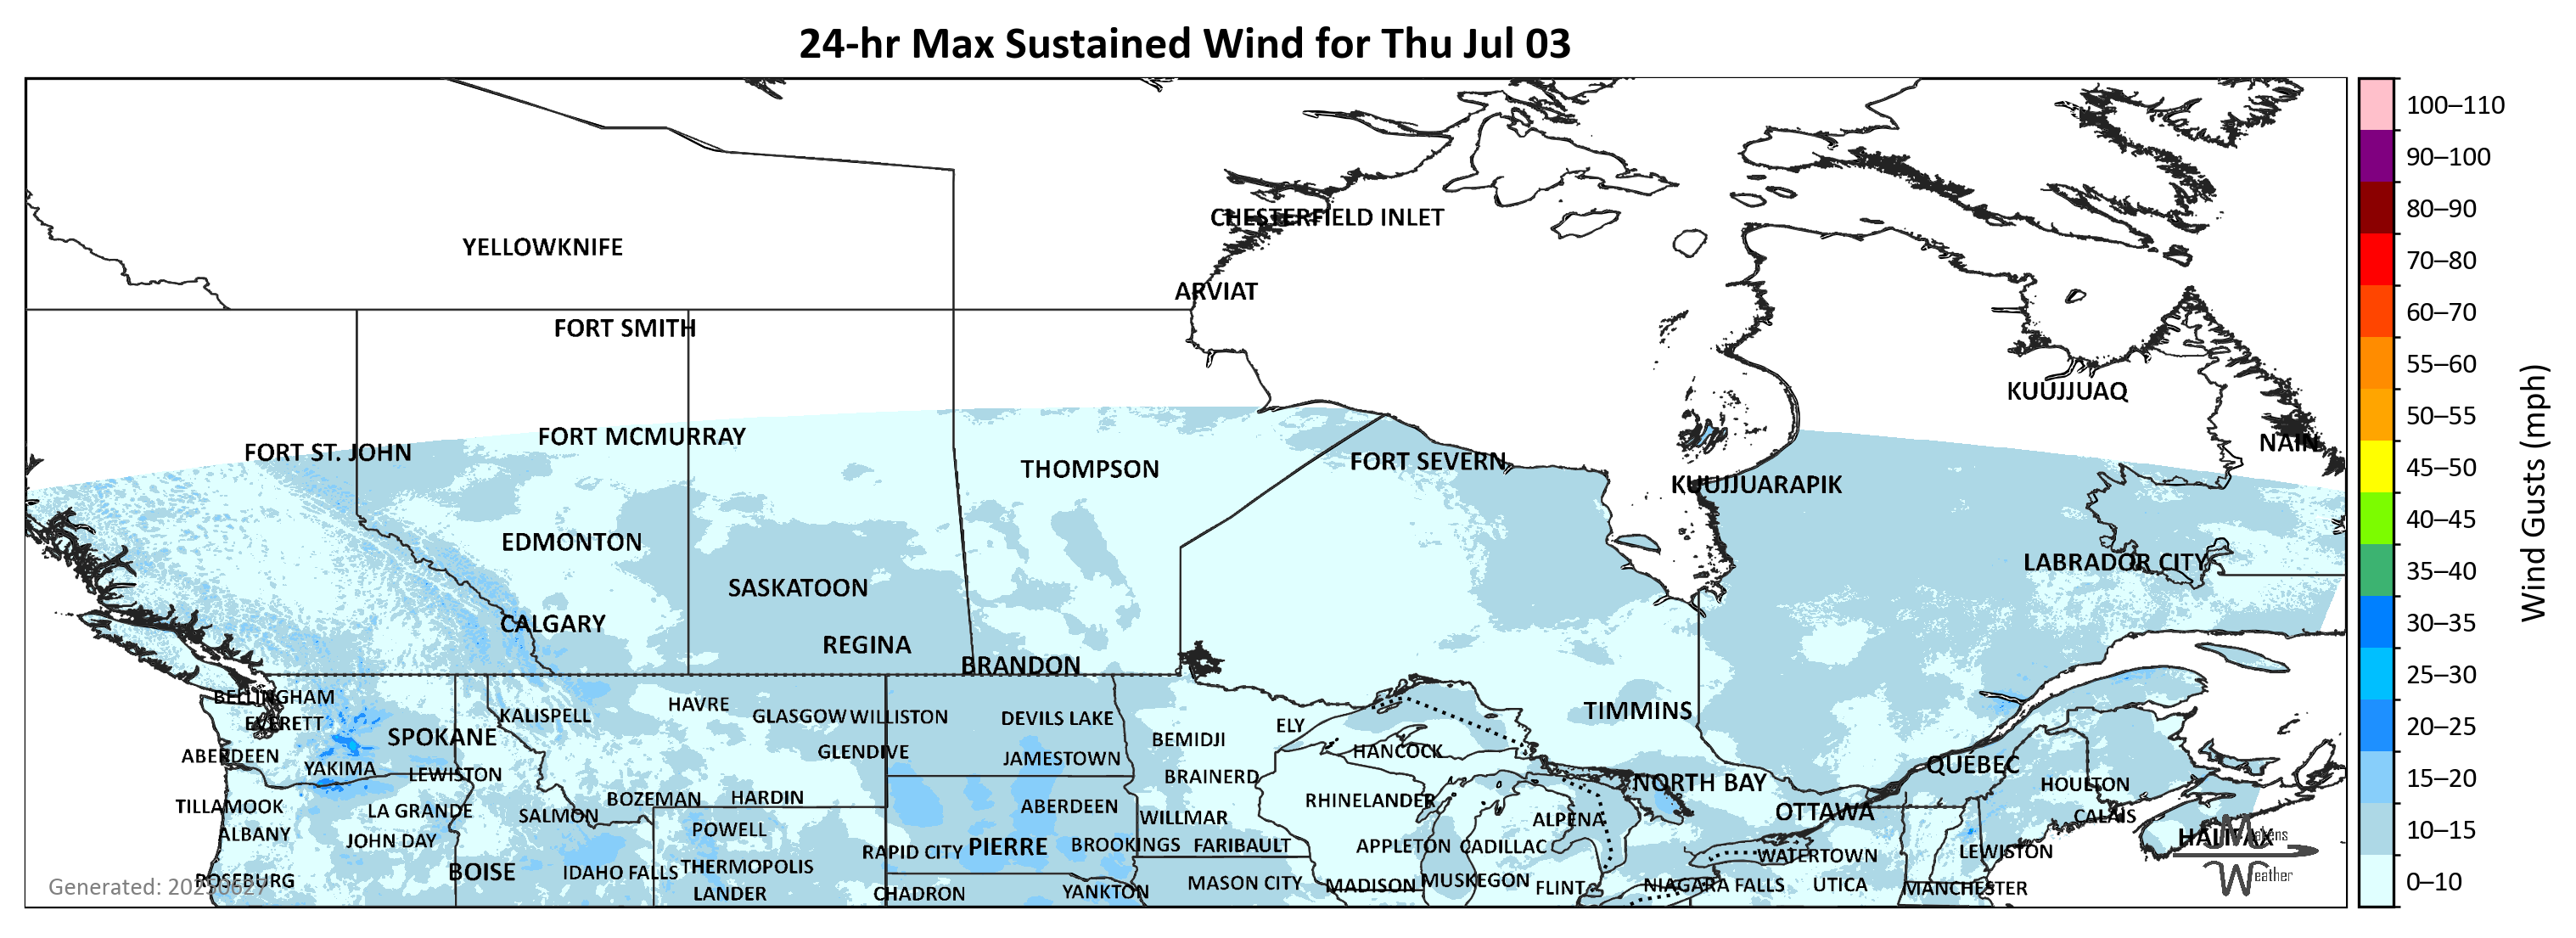 24-hr Max Sustained Wind for Thu Jul 03
100–110
90–100
80–90
70–80
60–70
55–60
50–55
45–50
40–45
35–40
30–35
25–30
20–25
15–20
10–15
0–10
Wind Gusts (mph)
CHESTERFIELD INLET
YELLOWKNIFE
ARVIAT
FORT SMITH
KUUJJUAQ
FORT MCMURRAY
NAIN
FORT ST. JOHN
FORT SEVERN
THOMPSON
KUUJJUARAPIK
EDMONTON
LABRADOR CITY
SASKATOON
CALGARY
REGINA
BRANDON
BELLINGHAM
HAVRE
TIMMINS
KALISPELL
GLASGOW
WILLISTON
DEVILS LAKE
EVERETT
ELY
SPOKANE
BEMIDJI
GLENDIVE
HANCOCK
ABERDEEN
JAMESTOWN
QUÉBEC
YAKIMA
LEWISTON
BRAINERD
NORTH BAY
HOULTON
BOZEMAN
HARDIN
RHINELANDER
TILLAMOOK
LA GRANDE
ABERDEEN
OTTAWA
SALMON
WILLMAR
ALPENA
CALAIS
ALBANY
POWELL
HALIFAX
JOHN DAY
RAPID CITY
PIERRE
BROOKINGS
FARIBAULT
APPLETON
CADILLAC
WATERTOWN
LEWISTON
BOISE
IDAHO FALLS
THERMOPOLIS
ROSEBURG
MASON CITY
MADISON
MUSKEGON
FLINT
NIAGARA FALLS
UTICA
MANCHESTER
LANDER
CHADRON
YANKTON
Generated: 20250627
Makens
Weather